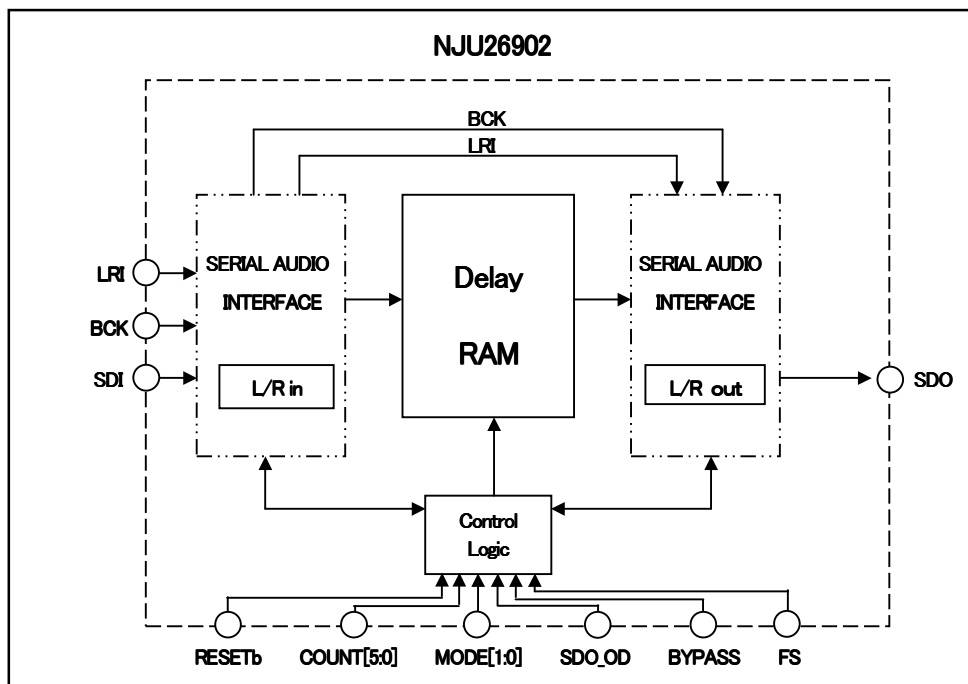 NJU26902
BCK
LRI
SERIAL AUDIO
INTERFACE
L/R in
Delay
RAM
SERIAL AUDIO
INTERFACE
L/R out
LRI
BCK
SDI
SDO
Control
Logic
RESETb
COUNT[5:0]
MODE[1:0]
SDO_OD
BYPASS
FS